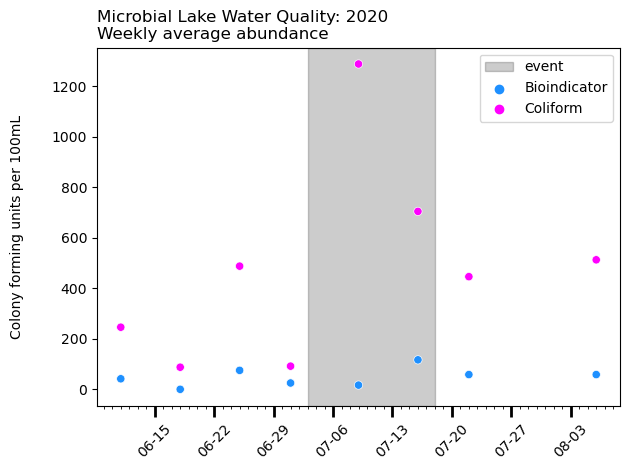 Microbial Lake Water Quality: 2020
Weekly average abundance
event
Bioindicator
Coliform
Colony forming units per 100mL
1200
1000
800
600
400
200
0
06-15
06-22
06-29
07-06
07-13
07-20
07-27
08-03